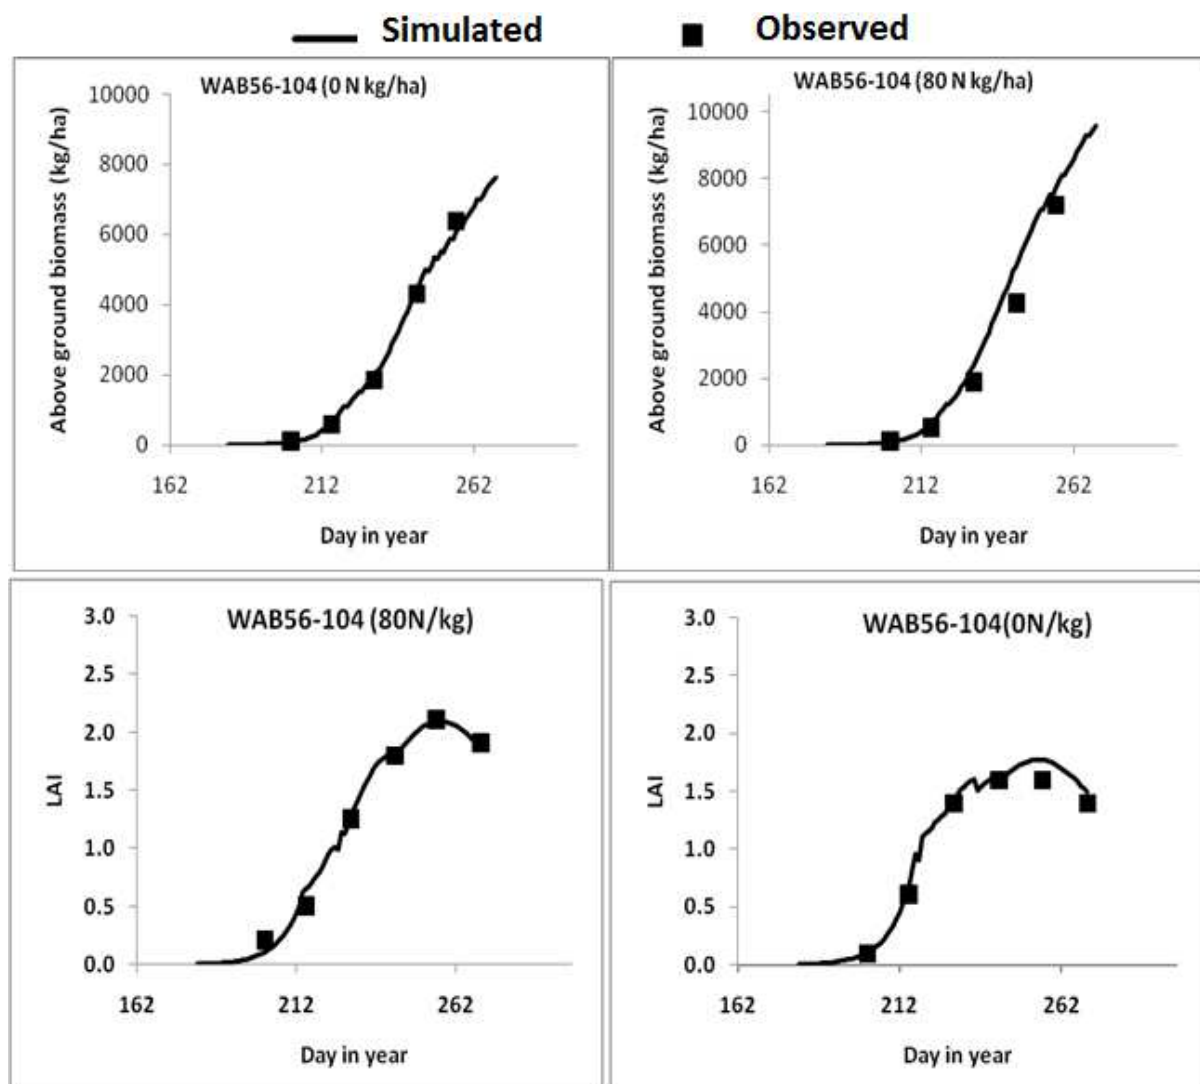 Simulated Observed
WAB56-104 (0 N kg/ha)
Above ground biomass (kg/ha)
10000
8000
6000
4000
2000
0
162 212 262
Day in year
WAB56-104 (80 N kg/ha)
Above ground biomass (kg/ha)
10000
8000
6000
4000
2000
0
162 212 262
Day in year
WAB56-104 (80N/kg)
LAI
3.0
2.5
2.0
1.5
1.0
0.5
0.0
162 212 262
Day in year
WAB56-104(0N/kg)
LAI
3.0
2.5
2.0
1.5
1.0
0.5
0.0
162 212 262
Day in year